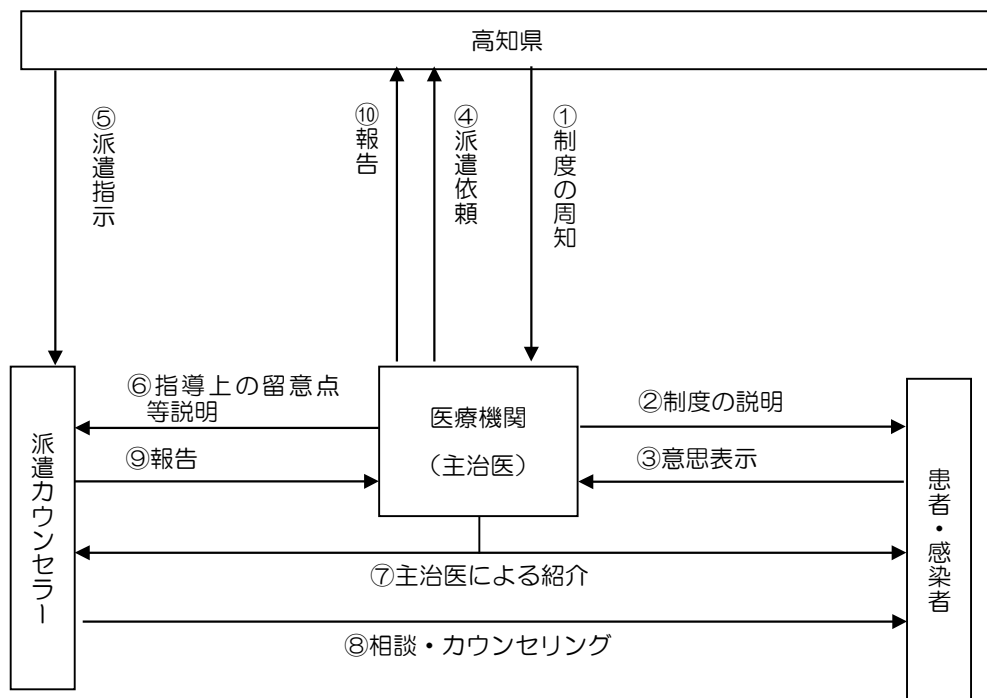 高知県
⑤派遣指示
⑩報告
④派遣依頼
①制度の周知
⑥指導上の留意点
等説明
医療機関
（主治医）
②制度の説明
⑨報告
③意思表示
派遣カウンセラー
患者・感染者
⑦主治医による紹介
⑧相談・カウンセリング